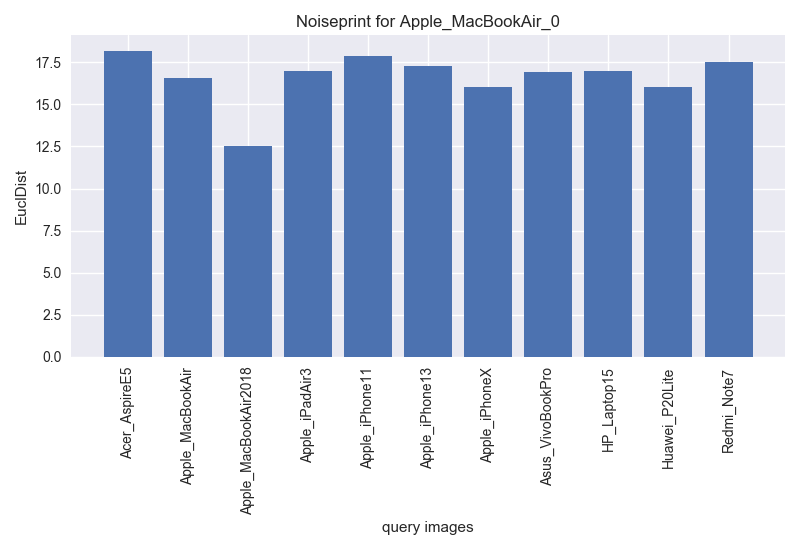 Noiseprint for Apple_MacBookAir_0
EuclDist
17.5
15.0
12.5
10.0
7.5
5.0
2.5
0.0
Acer_AspireE5
Apple_MacBookAir
Apple_MacBookAir2018
Apple_iPadAir3
Apple_iPhone11
Apple_iPhone13
Apple_iPhoneX
Asus_VivoBookPro
HP_Laptop15
Huawei_P20Lite
Redmi_Note7
query images